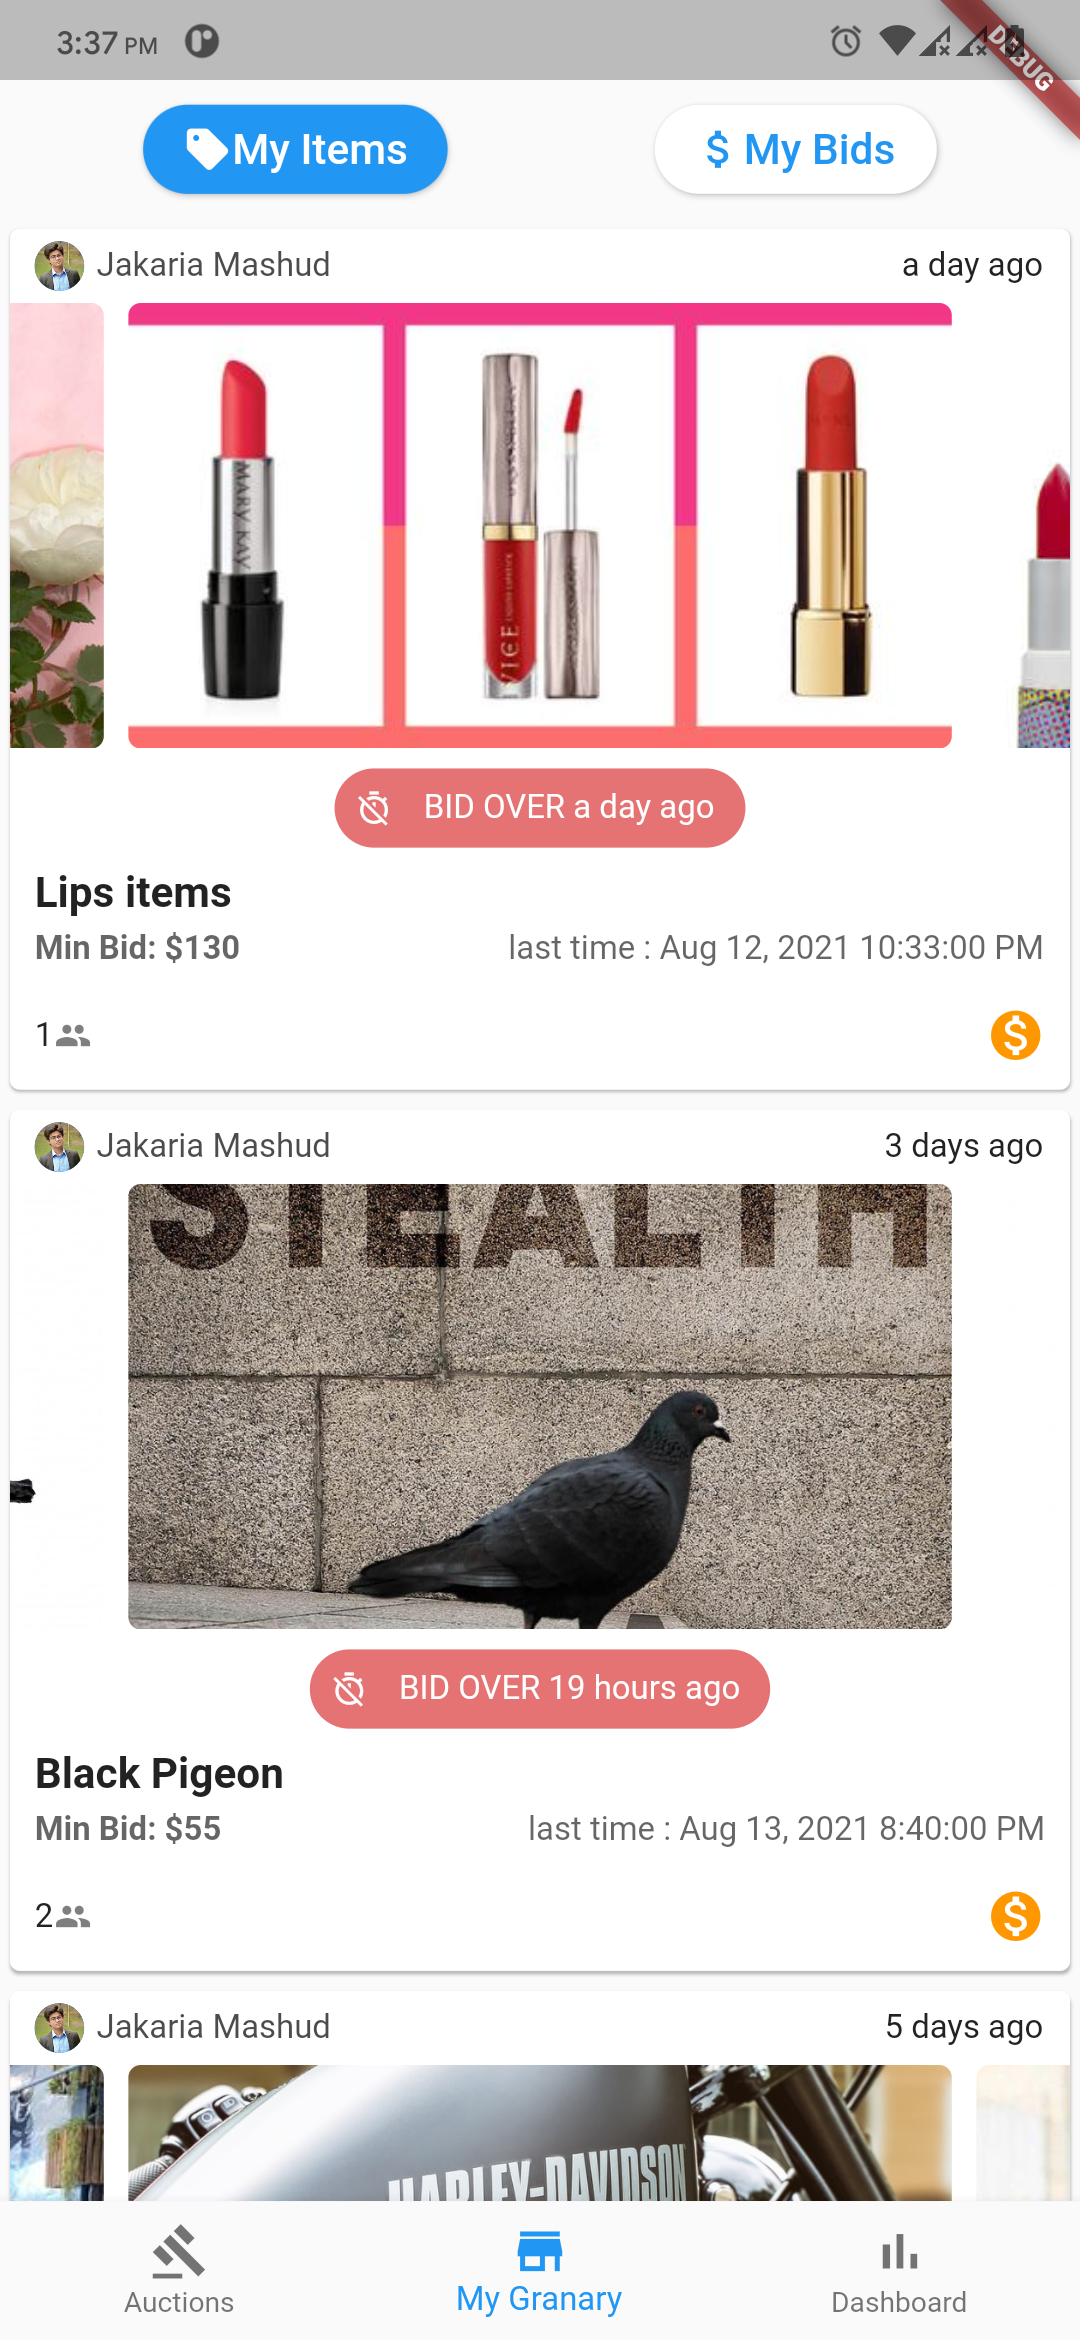 3:37 PM
DEBUG
My Items
$ My Bids
Jakaria Mashud
a day ago
MARY KAY
VICE
BID OVER a day ago
Lips items
Min Bid: $130
last time : Aug 12, 2021 10:33:00 PM
1
Jakaria Mashud
3 days ago
STEALTH
BID OVER 19 hours ago
Black Pigeon
Min Bid: $55
last time : Aug 13, 2021 8:40:00 PM
2
Jakaria Mashud
5 days ago
HARLEY-DAVIDSON
Auctions
My Granary
Dashboard